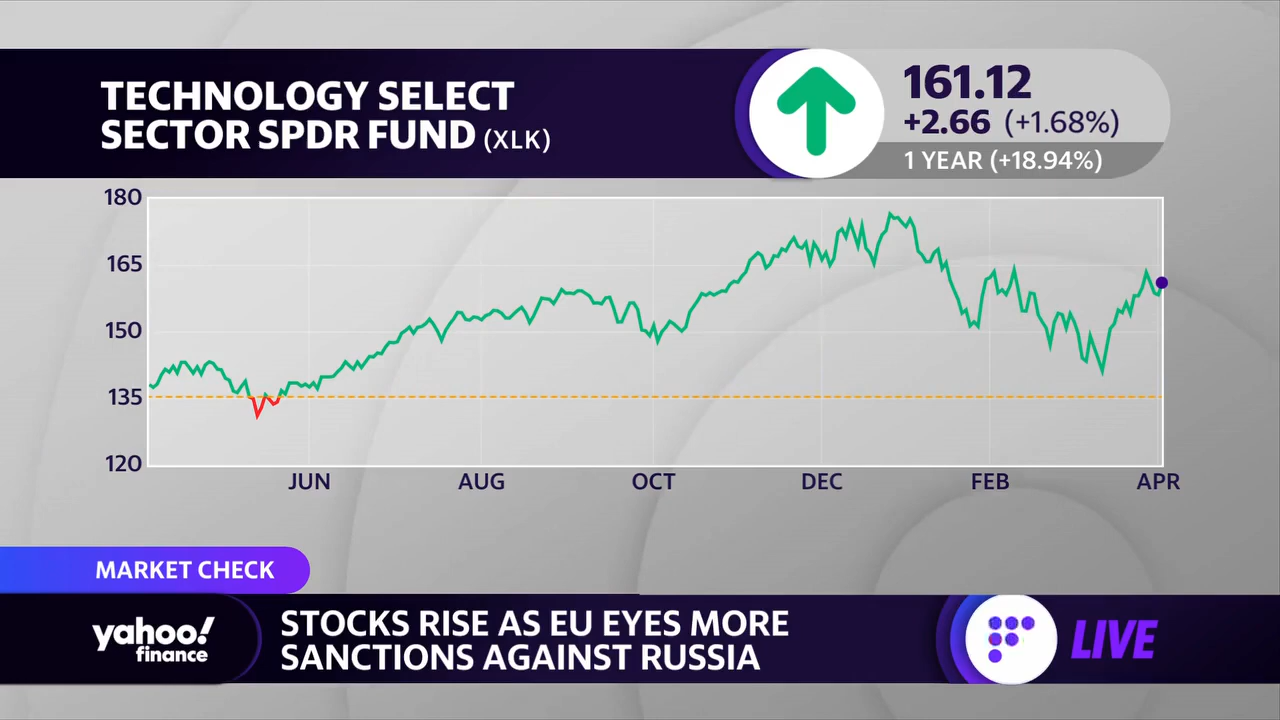 TECHNOLOGY SELECT
SECTOR SPDR FUND (XLK)
161.12
+2.66 (+1.68%)
1 YEAR (+18.94%)
180
165
150
135
120
JUN AUG OCT DEC FEB APR
MARKET CHECK
yahoo!
finance
STOCKS RISE AS EU EYES MORE
SANCTIONS AGAINST RUSSIA
LIVE